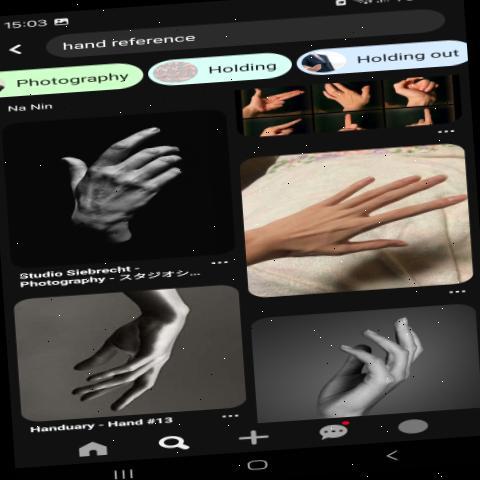 15:03
hand reference
Photography
Holding
Holding out
Na Nin
Studio Siebrecht -
Photography - スタジオシ...
Handuary - Hand #13